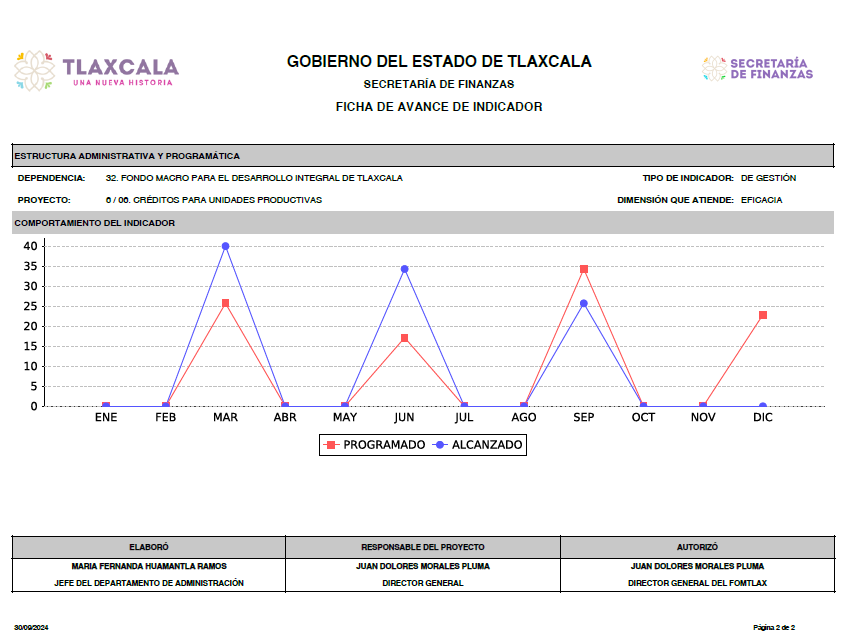 TLAXCALA
UNA NUEVA HISTORIA
GOBIERNO DEL ESTADO DE TLAXCALA
SECRETARÍA DE FINANZAS
FICHA DE AVANCE DE INDICADOR
SECRETARÍA
DE FINANZAS
ESTRUCTURA ADMINISTRATIVA Y PROGRAMÁTICA
DEPENDENCIA: 32. FONDO MACRO PARA EL DESARROLLO INTEGRAL DE TLAXCALA TIPO DE INDICADOR: DE GESTIÓN
PROYECTO: 6 / 06. CRÉDITOS PARA UNIDADES PRODUCTIVAS DIMENSIÓN QUE ATIENDE: EFICACIA
COMPORTAMIENTO DEL INDICADOR
40
35
30
25
20
15
10
5
0
ENE FEB MAR ABR MAY JUN JUL AGO SEP OCT NOV DIC
PROGRAMADO ALCANZADO
ELABORÓ RESPONSABLE DEL PROYECTO AUTORIZÓ
MARIA FERNANDA HUAMANTLA RAMOS JUAN DOLORES MORALES PLUMA JUAN DOLORES MORALES PLUMA
JEFE DEL DEPARTAMENTO DE ADMINISTRACIÓN DIRECTOR GENERAL DIRECTOR GENERAL DEL FOMTLAX
30/09/2024 Página 2 de 2